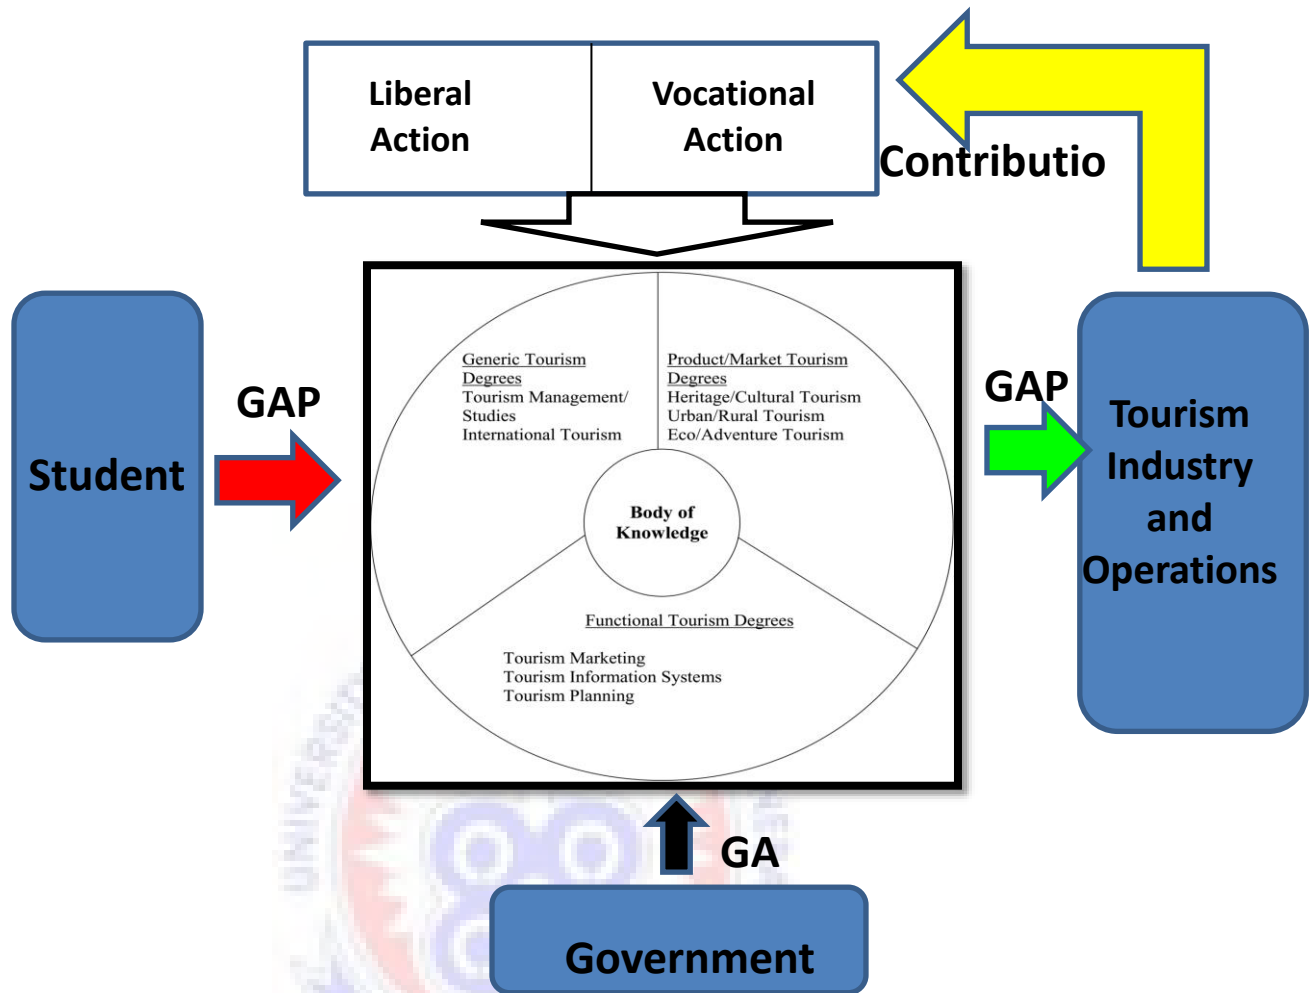 Liberal
Action
Vocational
Action
Contributio
Student
GAP
Generic Tourism
Degrees
Tourism Management/
Studies
International Tourism
Product/Market Tourism
Degrees
Heritage/Cultural Tourism
Urban/Rural Tourism
Eco/Adventure Tourism
Body of
Knowledge
Functional Tourism Degrees
Tourism Marketing
Tourism Information Systems
Tourism Planning
GAP
Tourism
Industry
and
Operations
GA
Government
UNIVERS